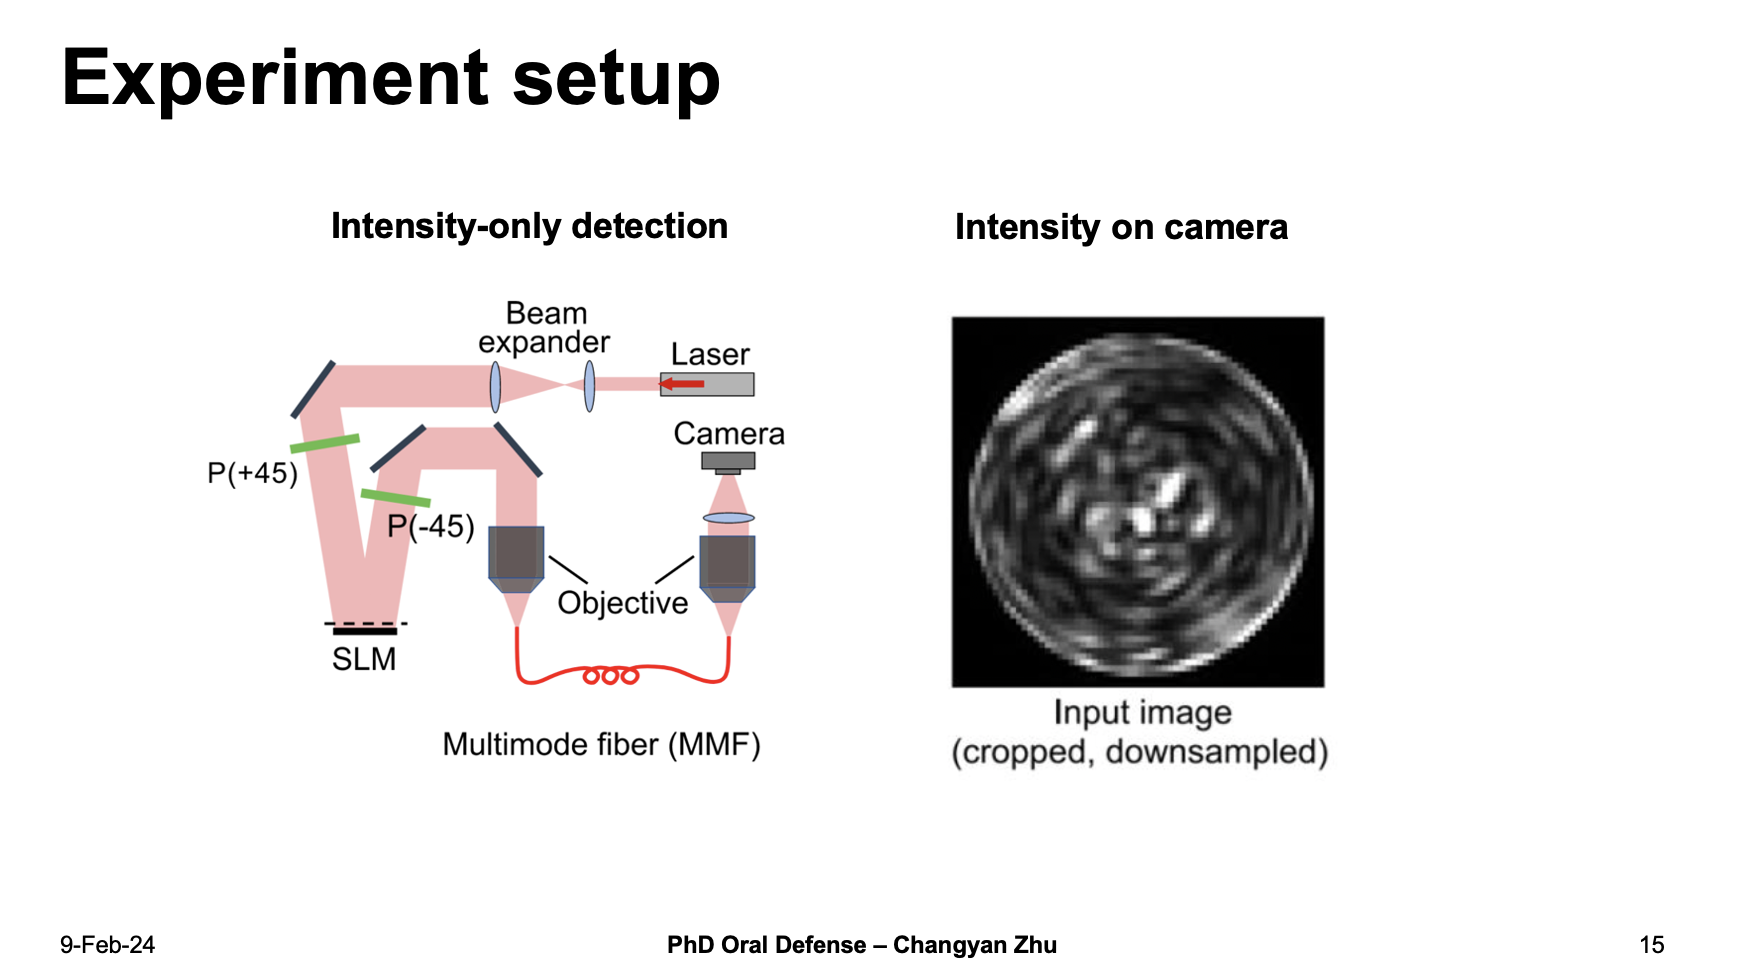 Experiment setup
Intensity-only detection
Intensity on camera
Beam
expander
Laser
Camera
P(+45)
P(-45)
Objective
SLM
Multimode fiber (MMF)
Input image
(cropped, downsampled)
9-Feb-24
PhD Oral Defense – Changyan Zhu
15